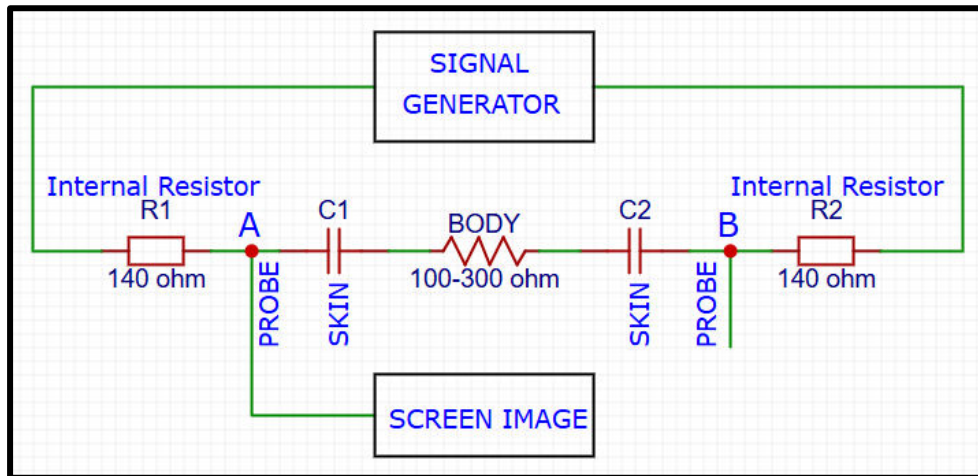 SIGNAL
GENERATOR
Internal Resistor
R1
140 ohm
A
PROBE
C1
SKIN
BODY
100-300 ohm
C2
SKIN
B
PROBE
Internal Resistor
R2
140 ohm
SCREEN IMAGE